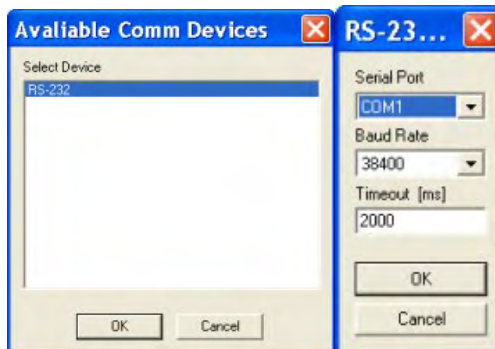 Avaliable Comm Devices
Select Device
RS-232
OK
Cancel
RS-23...
Serial Port
COM1
Baud Rate
38400
Timeout [ms]
2000
OK
Cancel